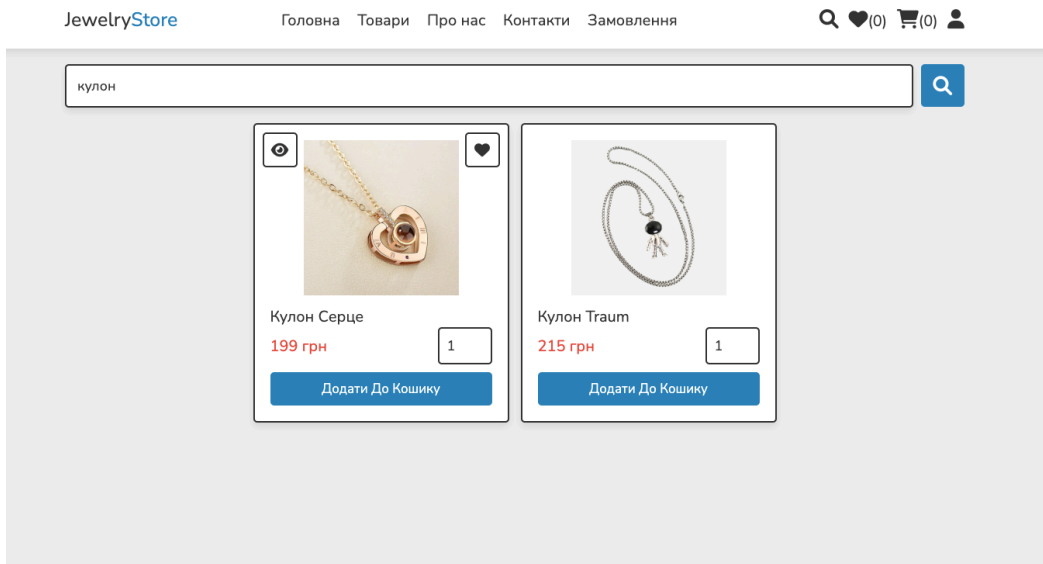 JewelryStore Головна Товари Про нас Контакти Замовлення (0) (0)
кулон
Кулон Серце
199 грн 1
Додати До Кошику
Кулон Traum
215 грн 1
Додати До Кошику